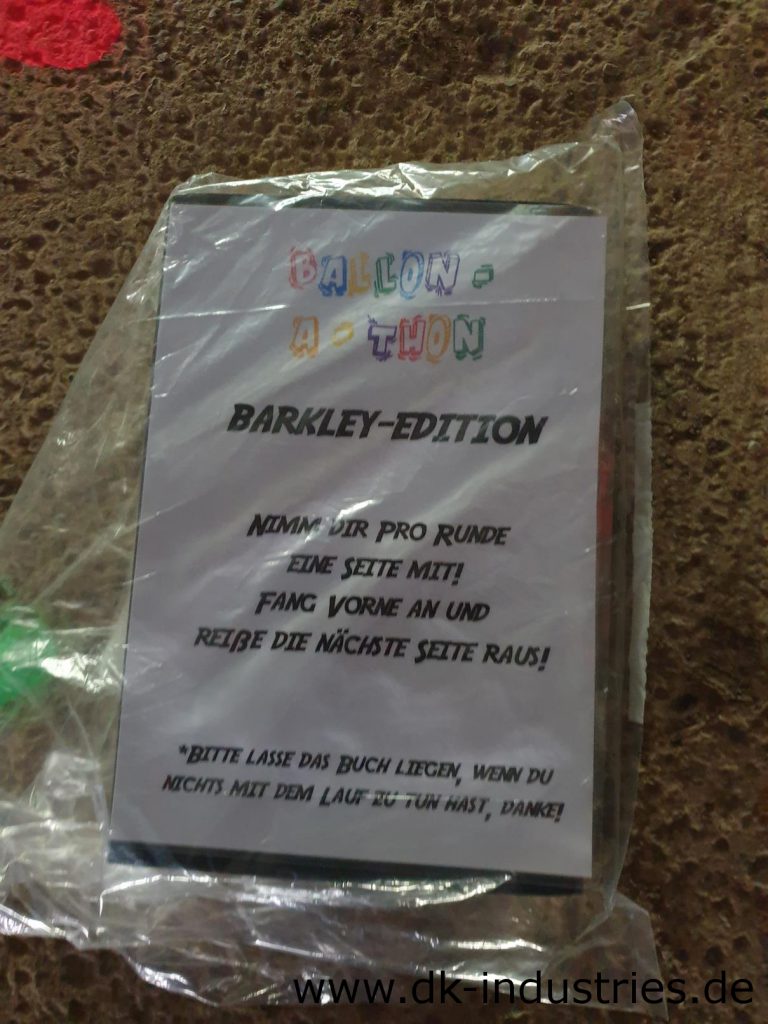 BALLON -
A - THON
BARKLEY-EDITION
NIMM DIR PRO RUNDE
EINE SEITE MIT!
FANG VORNE AN UND
REIßE DIE NÄCHSTE SEITE RAUS!
*BITTE LASSE DAS BUCH LIEGEN, WENN DU
NICHTS MIT DEM LAUF ZU TUN HAST, DANKE!
www.dk-industries.de